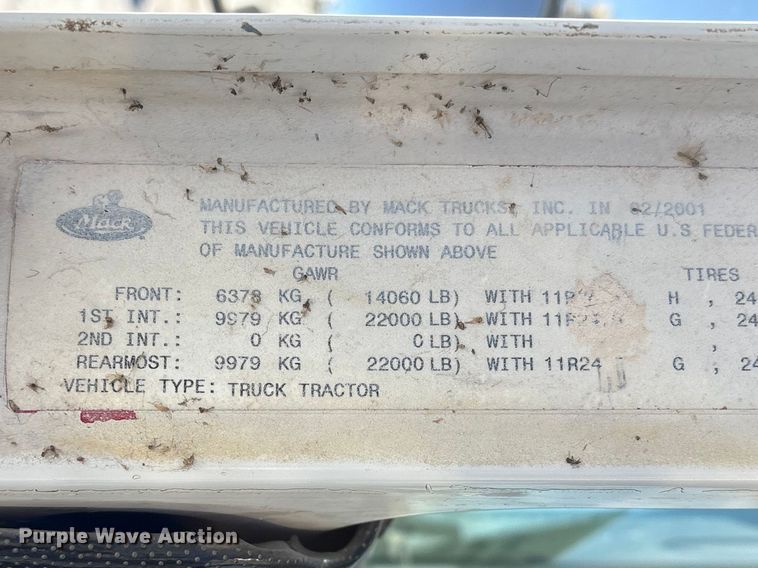 Mack
MANUFACTURED BY MACK TRUCKS, INC. IN 02/2001
THIS VEHICLE CONFORMS TO ALL APPLICABLE U.S FEDER
OF MANUFACTURE SHOWN ABOVE
GAWR TIRES
FRONT: 6378 KG ( 14060 LB) WITH H , 24
1ST INT.: 9979 KG ( 22000 LB) WITH G , 24
2ND INT.: 0 KG ( 0 LB) WITH ,
REARMOST: 9979 KG ( 22000 LB) WITH 11R24 G , 24
VEHICLE TYPE: TRUCK TRACTOR
Purple Wave Auction